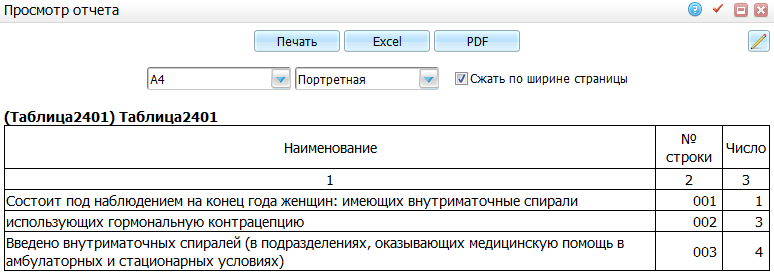 Просмотр отчета
Печать Excel PDF
A4 Портретная Сжать по ширине страницы
(Таблица2401) Таблица2401
Наименование № строки Число
1 2 3
Состоит под наблюдением на конец года женщин: имеющих внутриматочные спирали 001 1
использующих гормональную контрацепцию 002 3
Введено внутриматочных спиралей (в подразделениях, оказывающих медицинскую помощь в
амбулаторных и стационарных условиях) 003 4